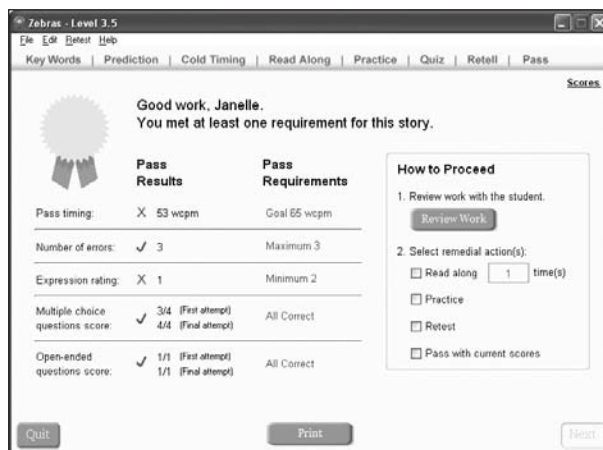 Zebras - Level 3.5
File Edit Retest Help
Key Words | Prediction | Cold Timing | Read Along | Practice | Quiz | Retell | Pass
Scores
Good work, Janelle.
You met at least one requirement for this story.
Pass Results
Pass Requirements
Pass timing: X 53 wcpm Goal 65 wcpm
Number of errors: ✓ 3 Maximum 3
Expression rating: X 1 Minimum 2
Multiple choice questions score: ✓ 3/4 (First attempt) All Correct
4/4 (Final attempt)
Open-ended questions score: ✓ 1/1 (First attempt) All Correct
1/1 (Final attempt)
How to Proceed
1. Review work with the student.
Review Work
2. Select remedial action(s):
Read along 1 time(s)
Practice
Retest
Pass with current scores
Quit
Print
Next